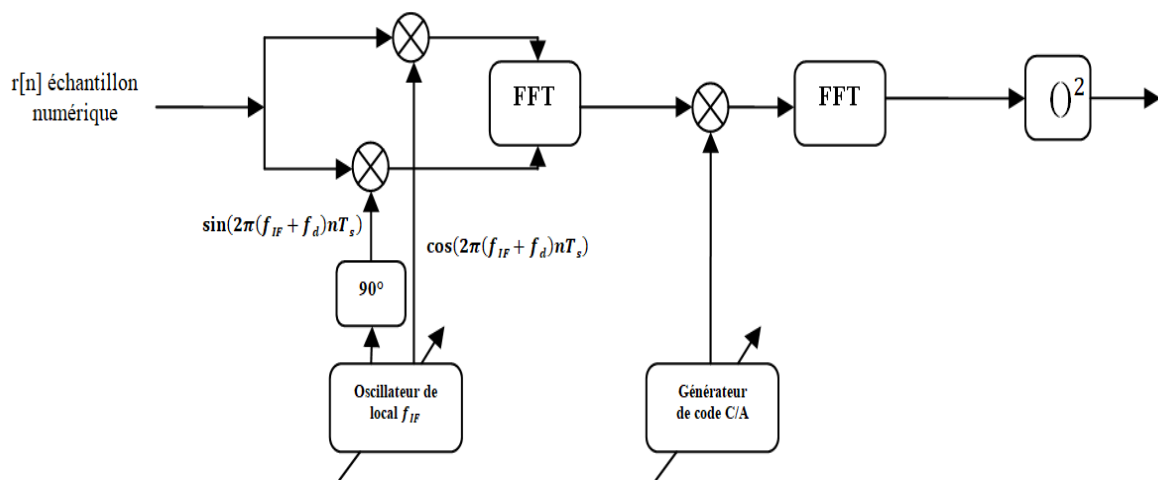 r[n] échantillon
numérique
FFT
FFT
()²
sin(2π(f_IF + f_d)nT_s)
cos(2π(f_IF + f_d)nT_s)
90°
Oscillateur de
local f_IF
Générateur
de code C/A